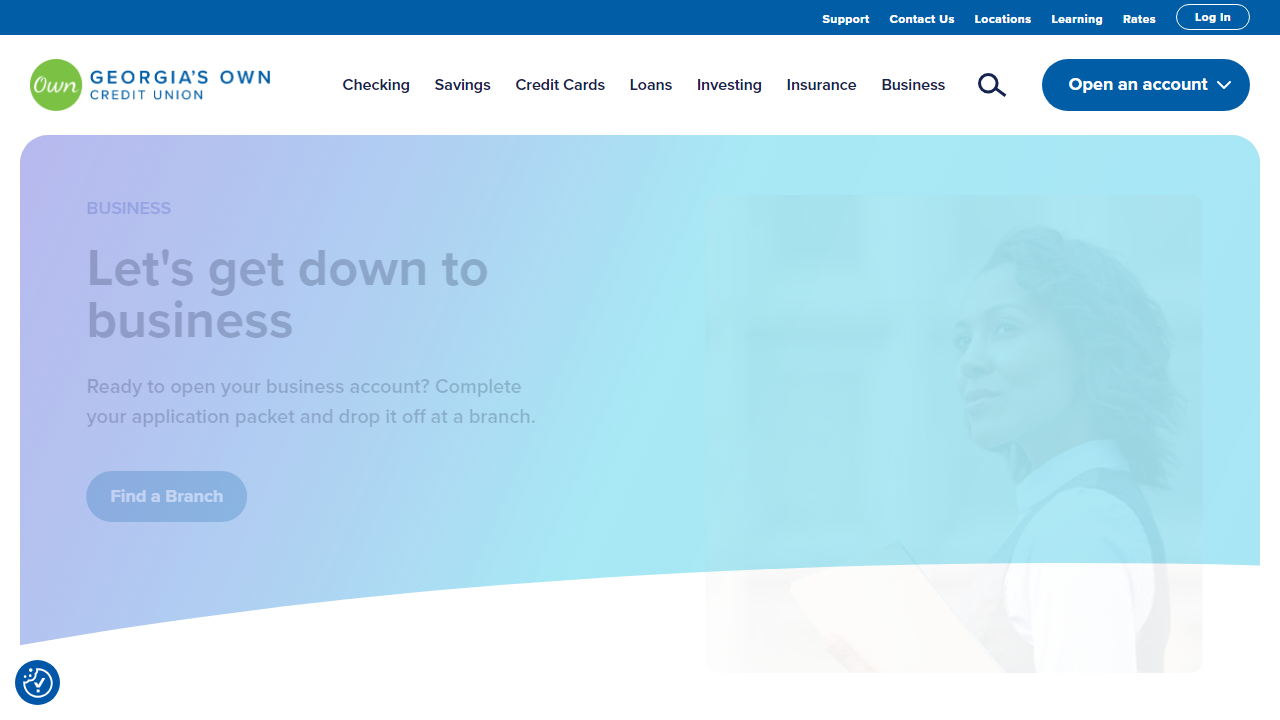 Support Contact Us Locations Learning Rates Log In
Own GEORGIA'S OWN
CREDIT UNION
Checking Savings Credit Cards Loans Investing Insurance Business Open an account
BUSINESS
Let's get down to
business
Ready to open your business account? Complete
your application packet and drop it off at a branch.
Find a Branch